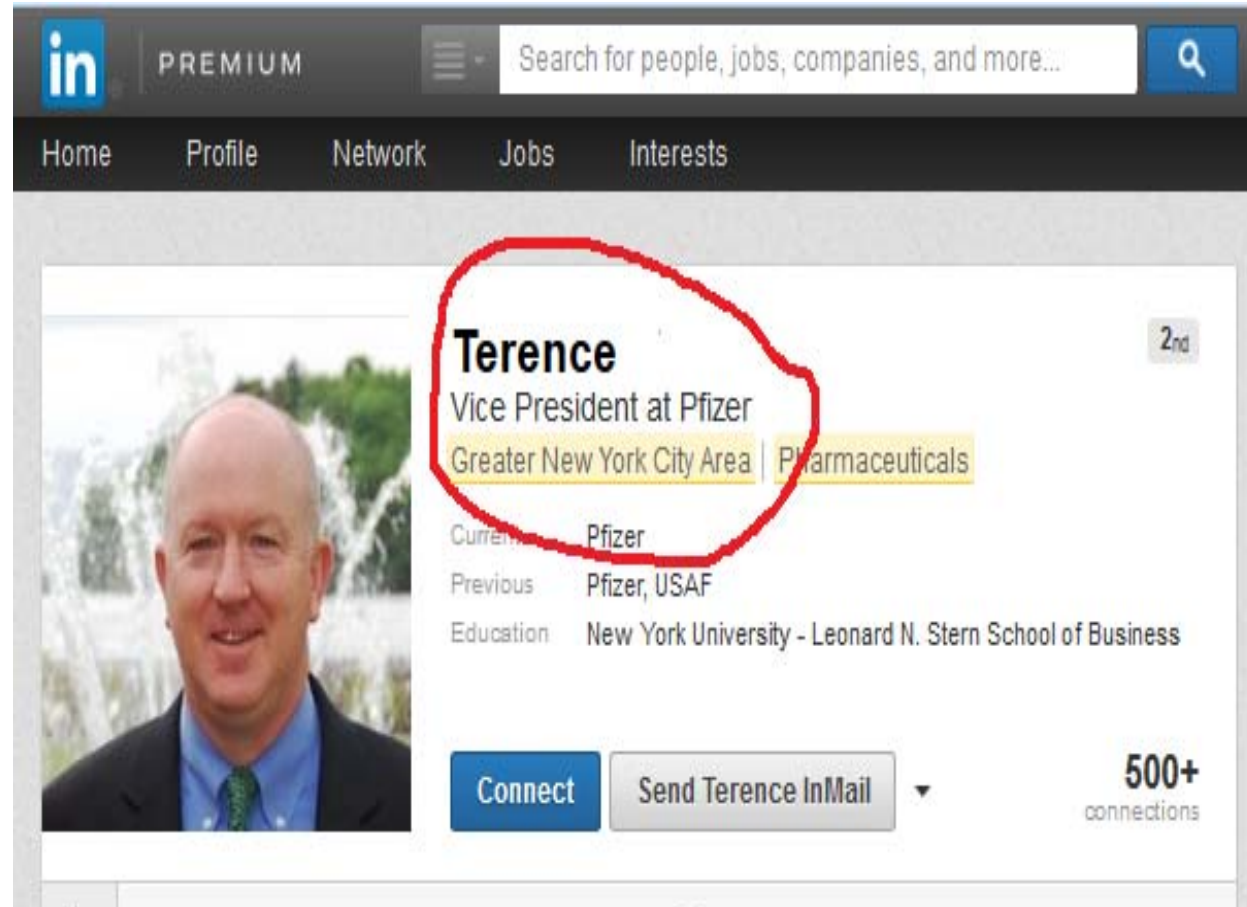 in PREMIUM Search for people, jobs, companies, and more...
Home Profile Network Jobs Interests
Terence 2nd
Vice President at Pfizer
Greater New York City Area | Pharmaceuticals
Current Pfizer
Previous Pfizer, USAF
Education New York University - Leonard N. Stern School of Business
Connect Send Terence InMail 500+
connections